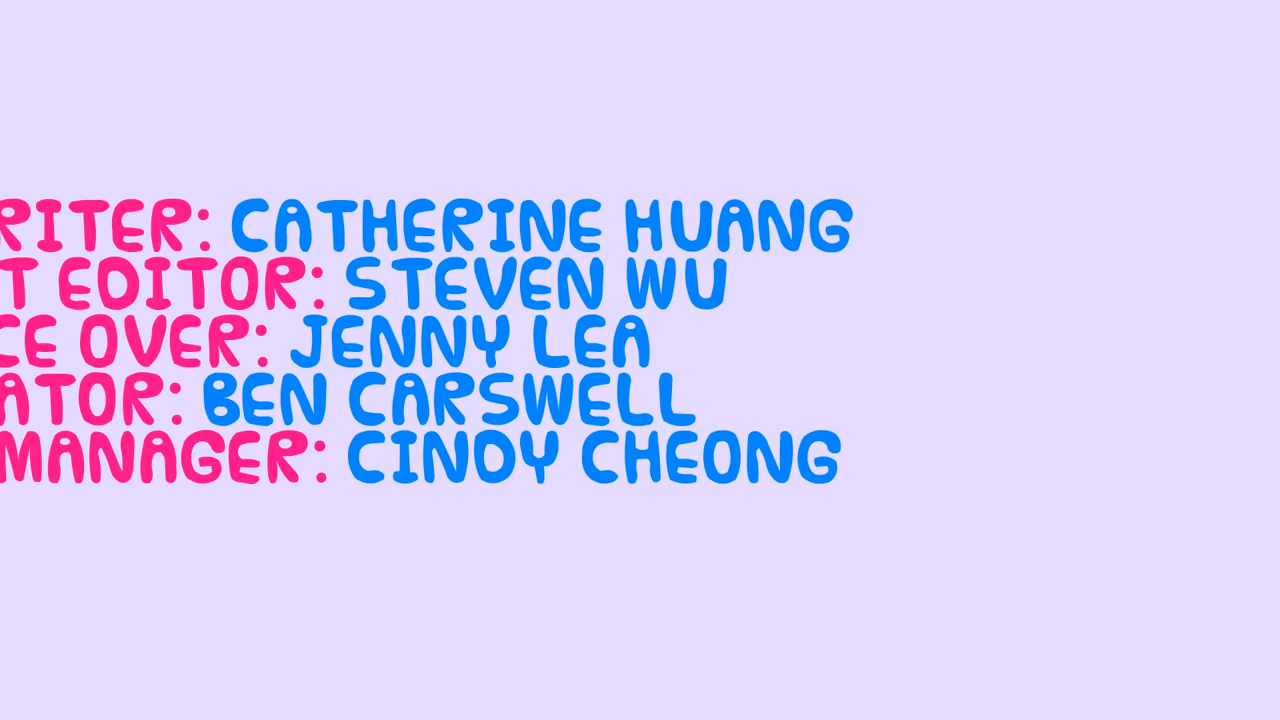 RITER: CATHERINE HUANG
T EDITOR: STEVEN WU
CE OVER: JENNY LEA
ATOR: BEN CARSWELL
MANAGER: CINDY CHEONG